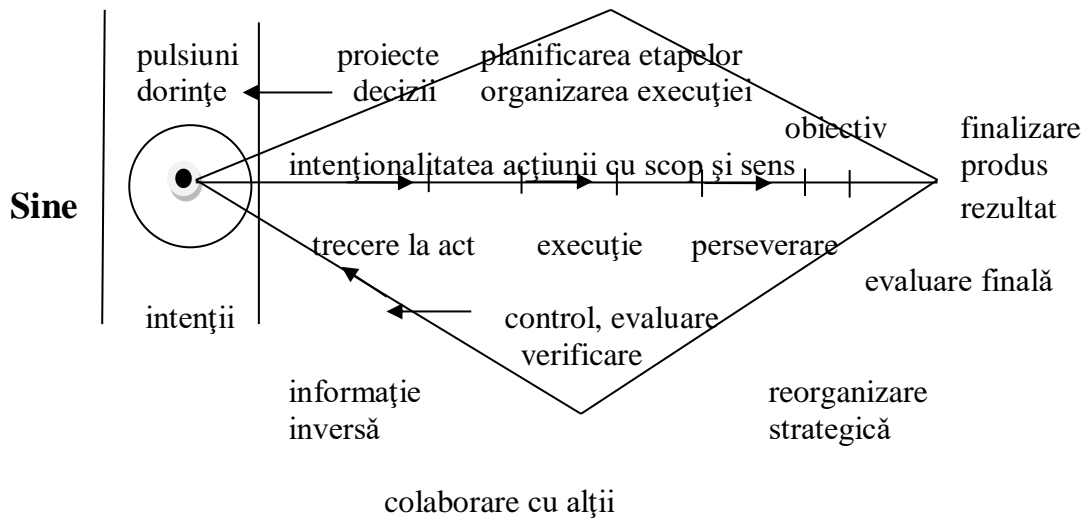 pulsiuni
dorinţe
proiecte
decizii
planificarea etapelor
organizarea execuţiei
obiectiv
finalizare
produs
rezultat
intenţionalitatea acţiunii cu scop şi sens
Sine
trecere la act
execuţie
perseverare
evaluare finală
intenţii
control, evaluare
verificare
informaţie
inversă
reorganizare
strategică
colaborare cu alţii